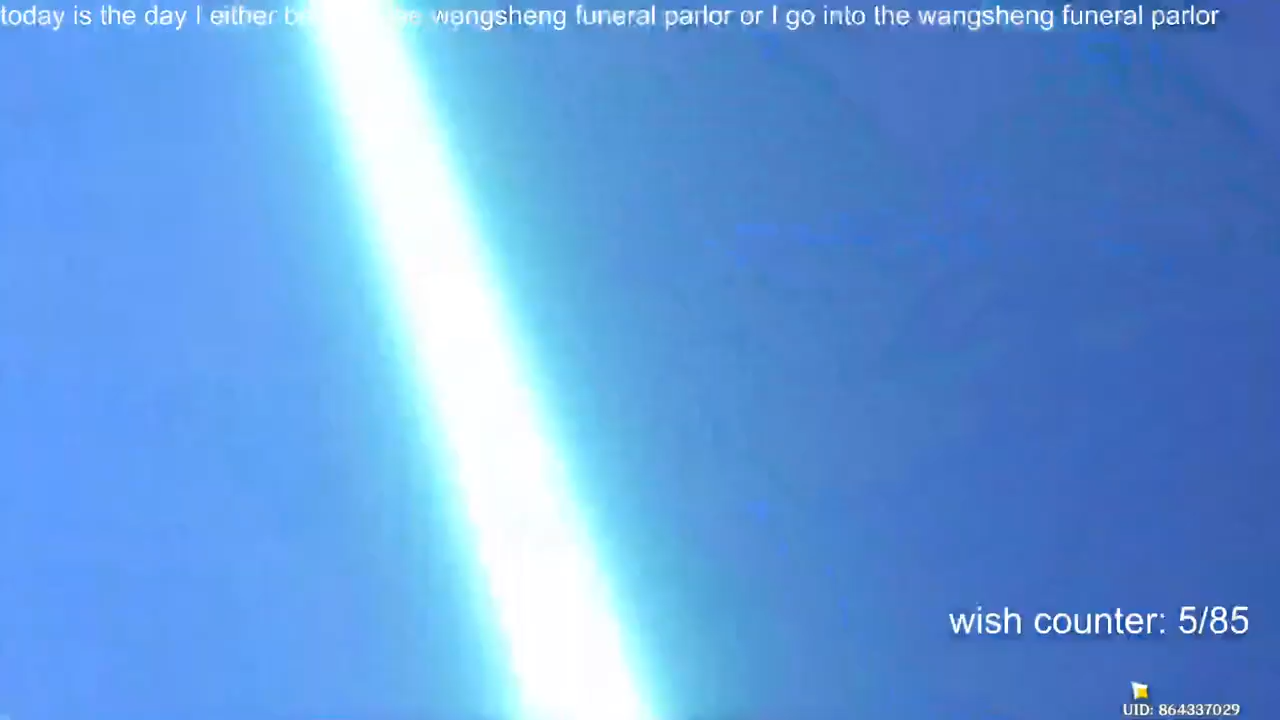 today is the day I either wangsheng funeral parlor or I go into the wangsheng funeral parlor
wish counter: 5/85
UID: 864337029